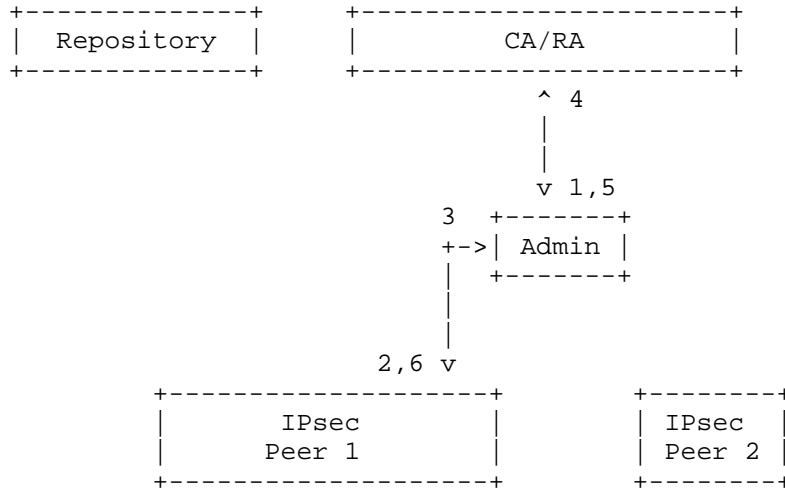 +--------------+     +-----------------------+
|  Repository  |     |         CA/RA         |
+--------------+     +-----------------------+
                                 ^ 4
                                 |
                                 |
                                 v 1,5
                           3  +-------+
                           +->| Admin |
                           |  +-------+
                           |
                           |
                       2,6 v
         +--------------------+        +--------+
         |       IPsec        |        | IPsec  |
         |      Peer 1        |        | Peer 2 |
         +--------------------+        +--------+